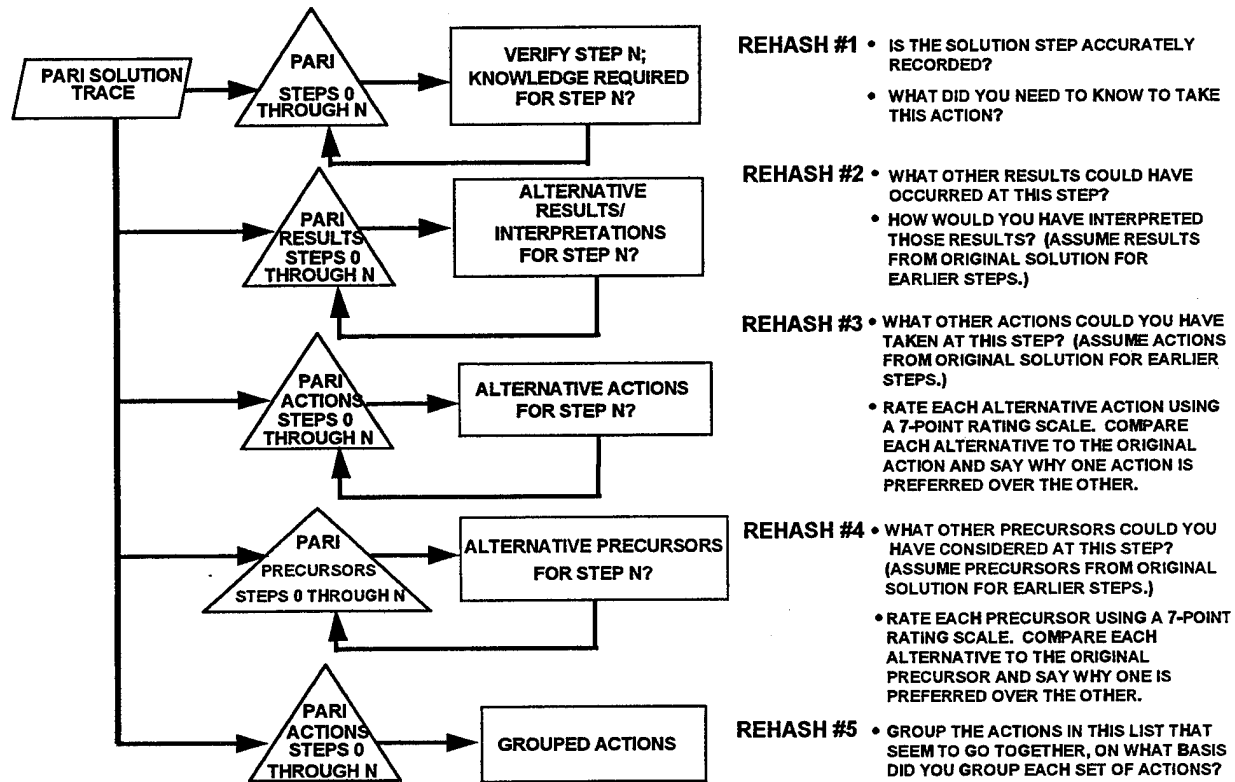 PARI SOLUTION
TRACE
PARI
STEPS 0
THROUGH N
VERIFY STEP N;
KNOWLEDGE REQUIRED
FOR STEP N?
REHASH #1 • IS THE SOLUTION STEP ACCURATELY
RECORDED?
• WHAT DID YOU NEED TO KNOW TO TAKE
THIS ACTION?
PARI
RESULTS
STEPS 0
THROUGH N
ALTERNATIVE
RESULTS/
INTERPRETATIONS
FOR STEP N?
REHASH #2 • WHAT OTHER RESULTS COULD HAVE
OCCURRED AT THIS STEP?
• HOW WOULD YOU HAVE INTERPRETED
THOSE RESULTS? (ASSUME RESULTS
FROM ORIGINAL SOLUTION FOR
EARLIER STEPS.)
PARI
ACTIONS
STEPS 0
THROUGH N
ALTERNATIVE ACTIONS
FOR STEP N?
REHASH #3 • WHAT OTHER ACTIONS COULD YOU HAVE
TAKEN AT THIS STEP? (ASSUME ACTIONS
FROM ORIGINAL SOLUTION FOR EARLIER
STEPS.)
• RATE EACH ALTERNATIVE ACTION USING
A 7-POINT RATING SCALE. COMPARE
EACH ALTERNATIVE TO THE ORIGINAL
ACTION AND SAY WHY ONE ACTION IS
PREFERRED OVER THE OTHER.
PARI
PRECURSORS
STEPS 0 THROUGH N
ALTERNATIVE PRECURSORS
FOR STEP N?
REHASH #4 • WHAT OTHER PRECURSORS COULD YOU
HAVE CONSIDERED AT THIS STEP?
(ASSUME PRECURSORS FROM ORIGINAL
SOLUTION FOR EARLIER STEPS.)
• RATE EACH PRECURSOR USING A 7-POINT
RATING SCALE. COMPARE EACH
ALTERNATIVE TO THE ORIGINAL
PRECURSOR AND SAY WHY ONE IS
PREFERRED OVER THE OTHER.
PARI
ACTIONS
STEPS 0
THROUGH N
GROUPED ACTIONS
REHASH #5 • GROUP THE ACTIONS IN THIS LIST THAT
SEEM TO GO TOGETHER, ON WHAT BASIS
DID YOU GROUP EACH SET OF ACTIONS?